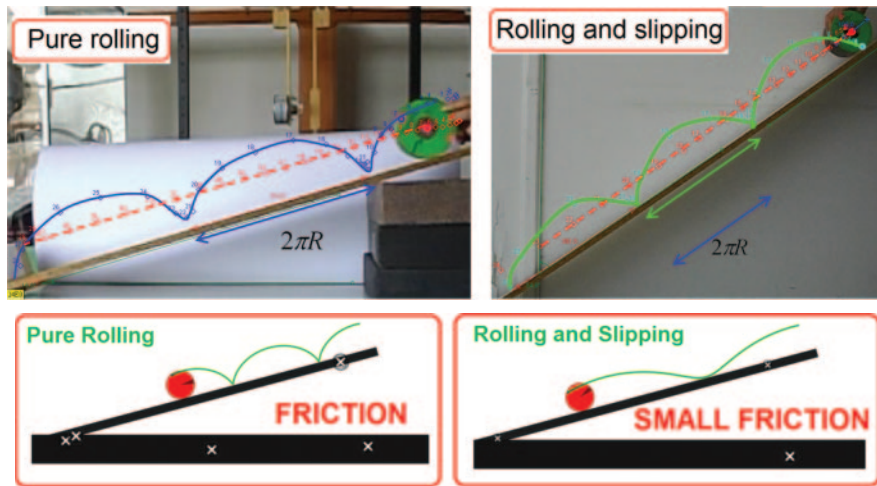 Pure rolling
2πR
Rolling and slipping
2πR
Pure Rolling
FRICTION
Rolling and Slipping
SMALL FRICTION